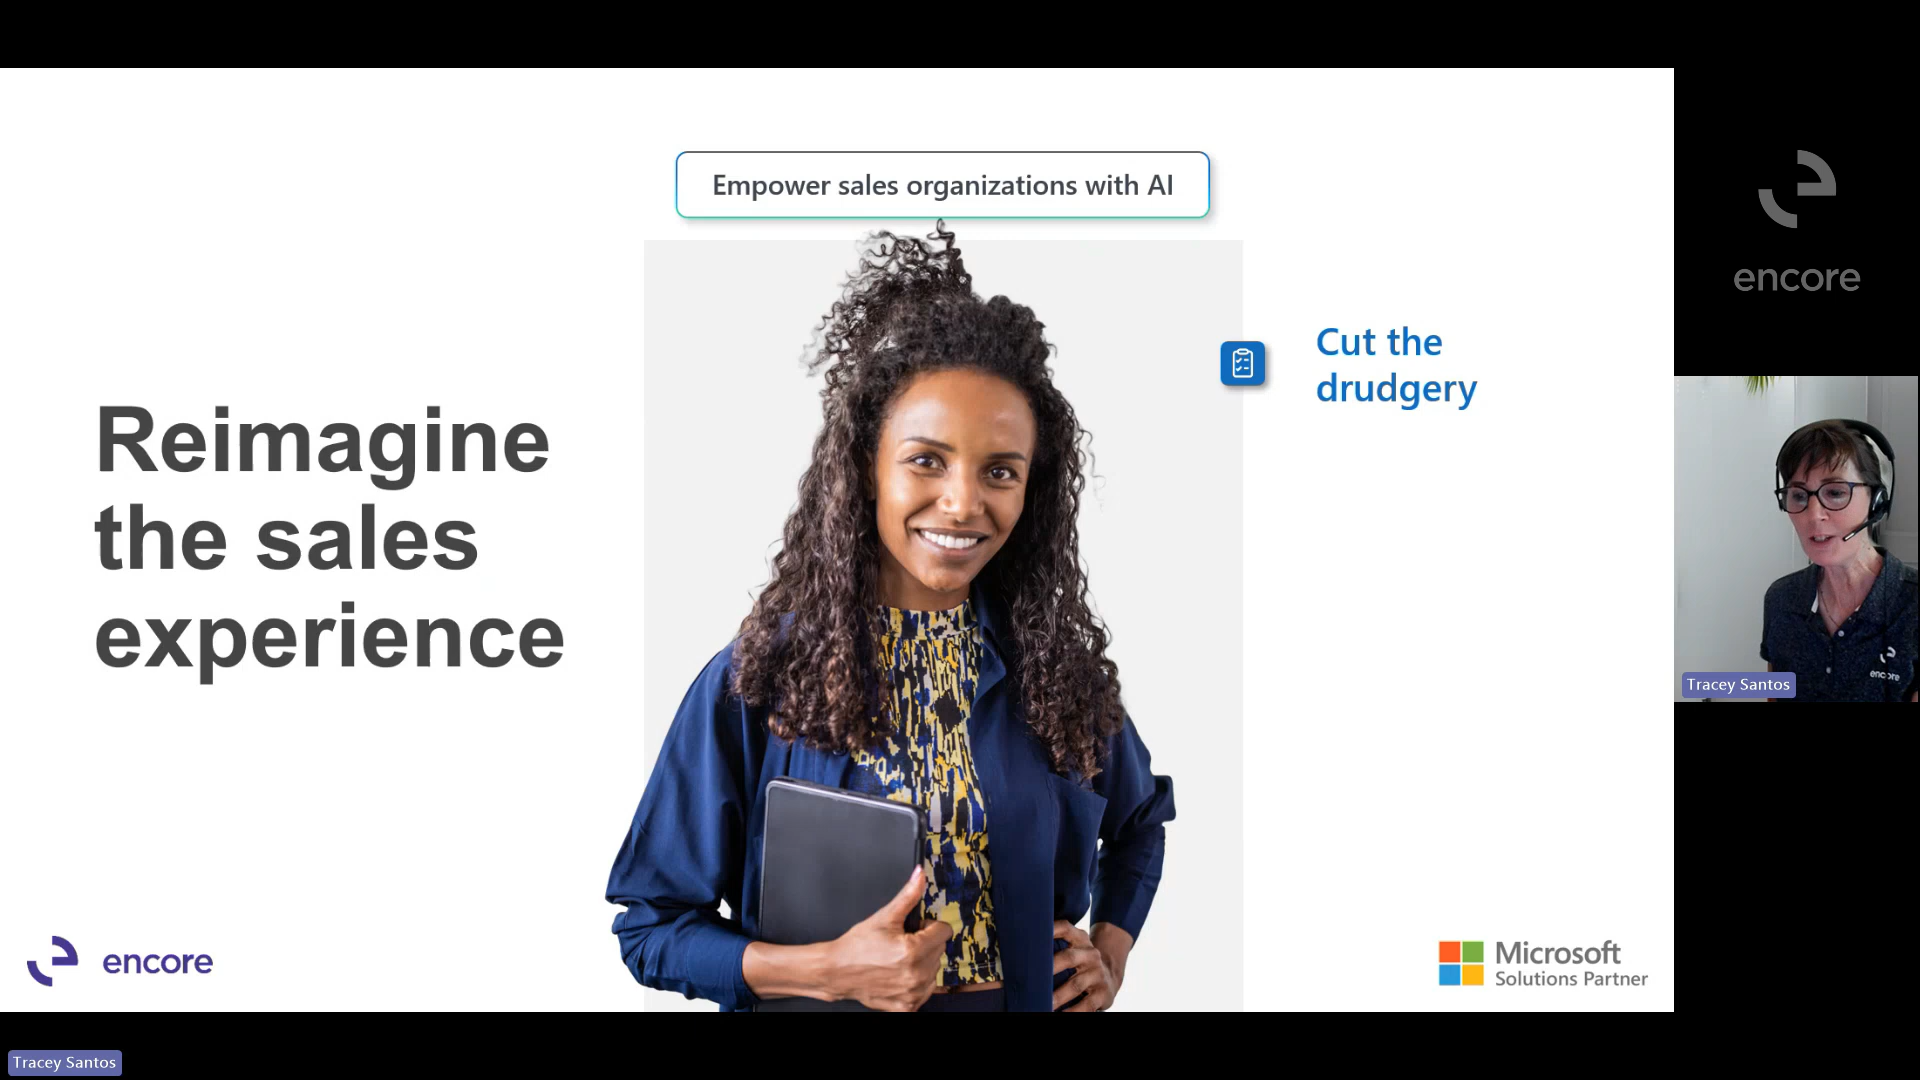 Empower sales organizations with AI
Reimagine
the sales
experience
Cut the
drudgery
encore
Microsoft
Solutions Partner
encore
encore
Tracey Santos
Tracey Santos